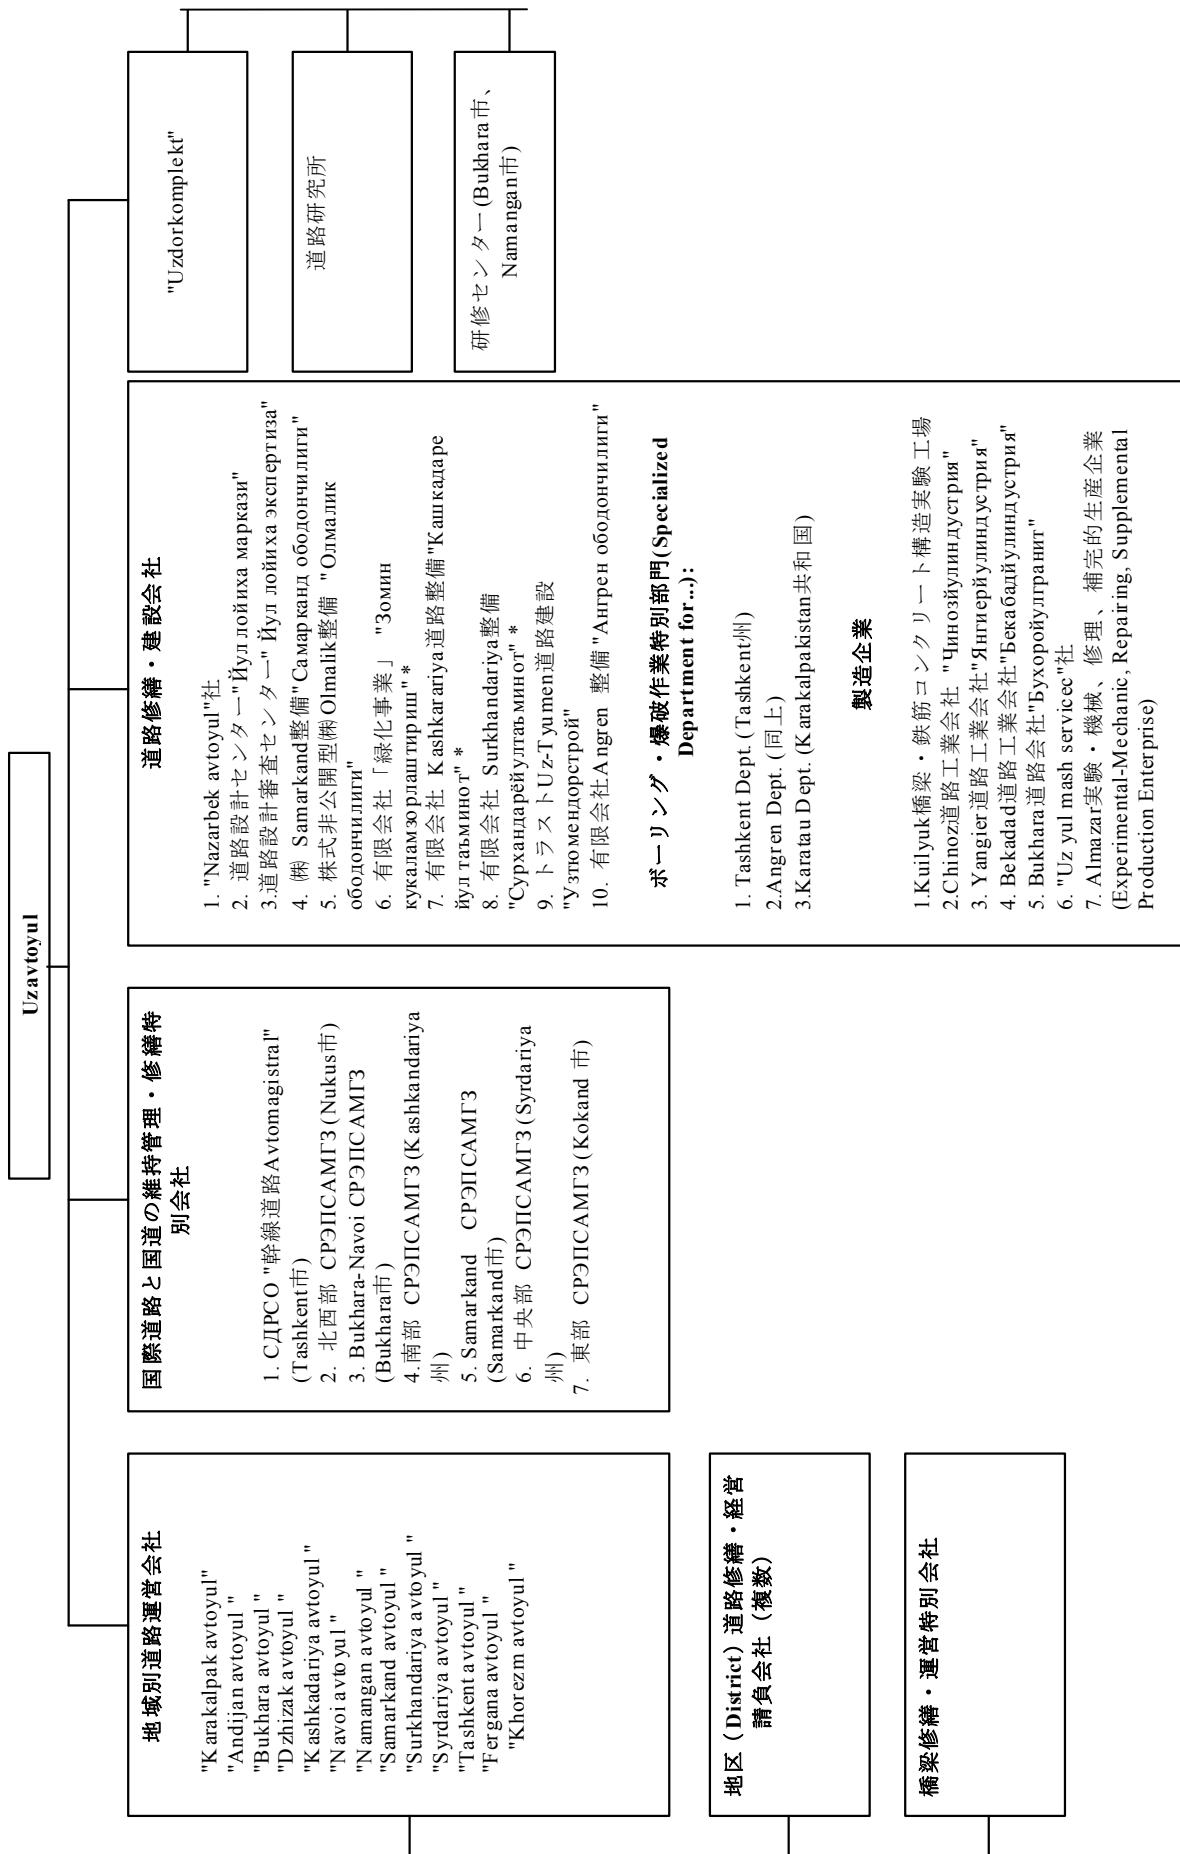 Uzavtoyul
地域別道路運営会社
"Karakalpak avtoyul"
"Andijan avtoyul "
"Bukhara avtoyul "
"Dzhizak avtoyul "
"Kashkadariya avtoyul "
"Navoi avtoyul "
"Namangan avtoyul "
"Samarkand avtoyul "
"Surkhandariya avtoyul "
"Syrdariya avtoyul"
"Tashkent avtoyul"
"Fergana avtoyul "
"Khorezm avtoyul "
地区（District）道路修繕・経営
請負会社（複数）
橋梁修繕・運営特別会社
国際道路と国道の維持管理・修繕特
別会社
1. СДРСО "幹線道路Avtomagistral"
(Tashkent市)
2. 北西部 СРЭПСАМГЗ (Nukus市)
3. Bukhara-Navoi СРЭПСАМГЗ
(Bukhara市)
4.南部 СРЭПСАМГЗ (Kashkandariya
州)
5. Samarkand СРЭПСАМГЗ
(Samarkand市)
6. 中央部 СРЭПСАМГЗ (Syrdariya
州)
7. 東部 СРЭПСАМГЗ (Kokand 市)
道路修繕・建設会社
1. "Nazarbek avtoyul"社
2. 道路設計センター"Йул лойиха маркази"
3.道路設計審査センター" Йул лойиха экспертиза"
4. ㈱ Samarkand整備"Самарканд ободончилиги"
5. 株式非公開型㈱Olmalik整備 "Олмалик
ободончилиги"
6. 有限会社「緑化事業」 "Зомин
кукаламзорлаштириш" *
7. 有限会社 Kashkarariya道路整備"Кашкадаре
йул таъминот" *
8. 有限会社 Surkhandariya整備
"Сурхандарёйултаъминот" *
9. トラストUz-Tyumen道路建設
"Узтюмендорстрой"
10. 有限会社Angren 整備"Ангрен ободончилиги"
ボーリング・爆破作業特別部門(Specialized
Department for...):
1. Tashkent Dept. (Tashkent州)
2.Angren Dept. (同上)
3.Karatau Dept. (Karakalpakistan共和国)
製造企業
1.Kuilyuk橋梁・鉄筋コンクリート構造実験工場
2.Chinoz道路工業会社 "Чинозйулиндустрия"
3. Yangier道路工業会社"Янгиерйулиндустрия"
4. Bekadad道路工業会社"Бекабадйулиндустрия"
5. Bukhara道路会社"Бухоройулгранит"
6. "Uz yul mash servicec"社
7. Almazar実験・機械、修理、補完的生産企業
(Experimental-Mechanic, Repairing, Supplemental
Production Enterprise)
"Uzdorkomplekt"
道路研究所
研修センター(Bukhara市、
Namangan市)